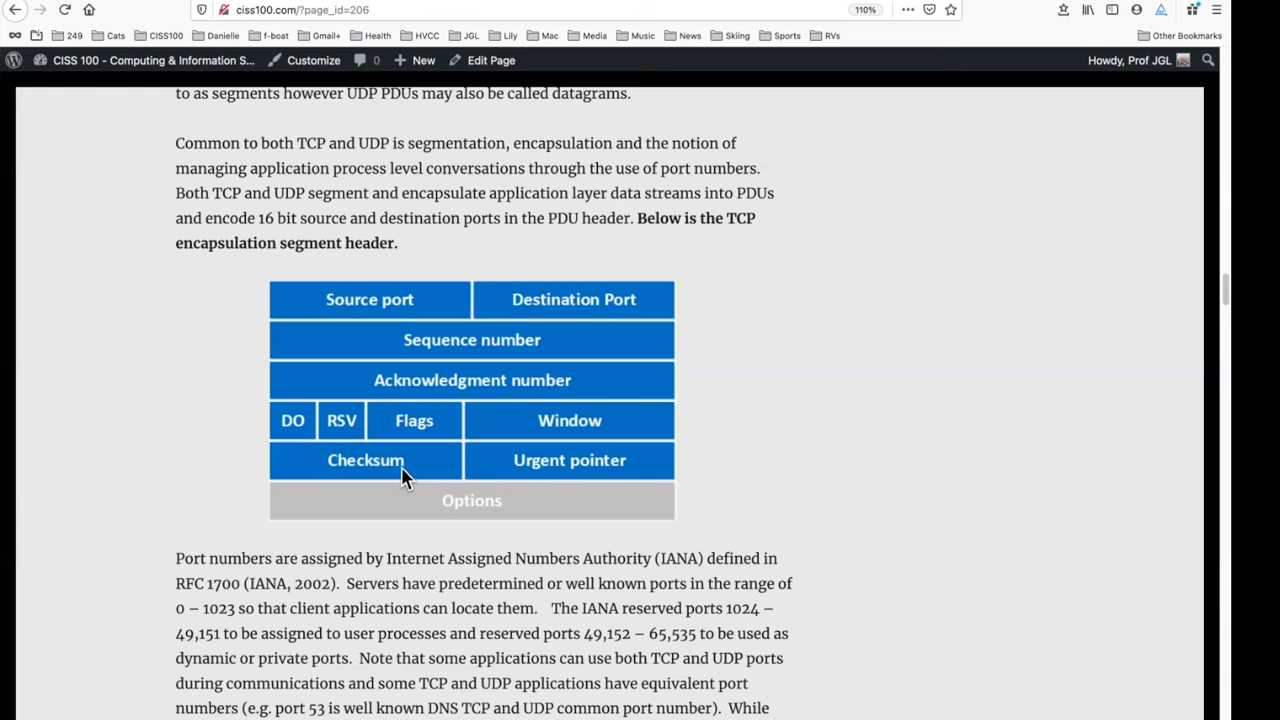 ciss100.com/?page_id=206
110%
249 Cats CISS100 Danielle f-boat Gmail+ Health HVCC JGL Lily Mac Media Music News Skiing Sports RVs Other Bookmarks
CISS 100 - Computing & Information S... Customize 0 New Edit Page Howdy, Prof JGL
to as segments however UDP PDUs may also be called datagrams.
Common to both TCP and UDP is segmentation, encapsulation and the notion of
managing application process level conversations through the use of port numbers.
Both TCP and UDP segment and encapsulate application layer data streams into PDUs
and encode 16 bit source and destination ports in the PDU header. Below is the TCP
encapsulation segment header.
Source port Destination Port
Sequence number
Acknowledgment number
DO RSV Flags Window
Checksum Urgent pointer
Options
Port numbers are assigned by Internet Assigned Numbers Authority (IANA) defined in
RFC 1700 (IANA, 2002). Servers have predetermined or well known ports in the range of
0 – 1023 so that client applications can locate them. The IANA reserved ports 1024 –
49,151 to be assigned to user processes and reserved ports 49,152 – 65,535 to be used as
dynamic or private ports. Note that some applications can use both TCP and UDP ports
during communications and some TCP and UDP applications have equivalent port
numbers (e.g. port 53 is well known DNS TCP and UDP common port number). While